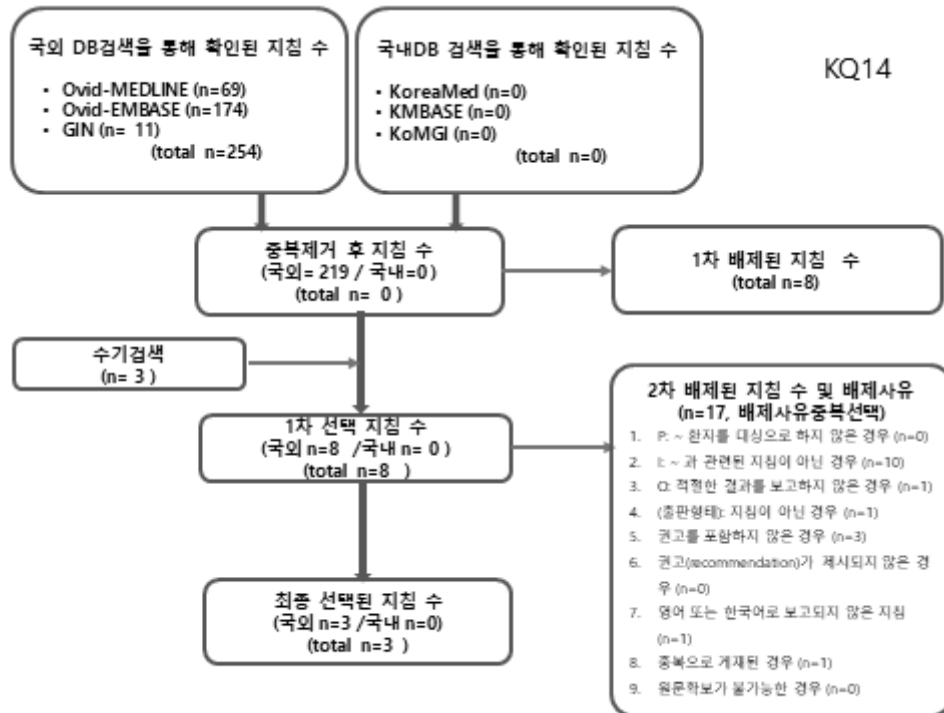 국외 DB검색을 통해 확인된 지침 수
• Ovid-MEDLINE (n=69)
• Ovid-EMBASE (n=174)
• GIN (n= 11)
(total n=254)
국내DB 검색을 통해 확인된 지침 수
• KoreaMed (n=0)
• KMBASE (n=0)
• KoMGI (n=0)
(total n=0)
KQ14
중복제거 후 지침 수
(국외= 219 / 국내=0)
(total n= 0 )
1차 배제된 지침 수
(total n=8)
수기검색
(n= 3 )
1차 선택 지침 수
(국외 n=8 /국내 n= 0 )
(total n=8 )
2차 배제된 지침 수 및 배제사유
(n=17, 배제사유중복선택)
1. P: ~ 환자를 대상으로 하지 않은 경우 (n=0)
2. I: ~ 과 관련된 지침이 아닌 경우 (n=10)
3. O: 적절한 결과를 보고하지 않은 경우 (n=1)
4. (출판형태): 지침이 아닌 경우 (n=1)
5. 권고를 포함하지 않은 경우 (n=3)
6. 권고(recommendation)가 제시되지 않은 경
우 (n=0)
7. 영어 또는 한국어로 보고되지 않은 지침
(n=1)
8. 중복으로 게재된 경우 (n=1)
9. 원문확보가 불가능한 경우 (n=0)
최종 선택된 지침 수
(국외 n=3 /국내 n=0)
(total n=3 )